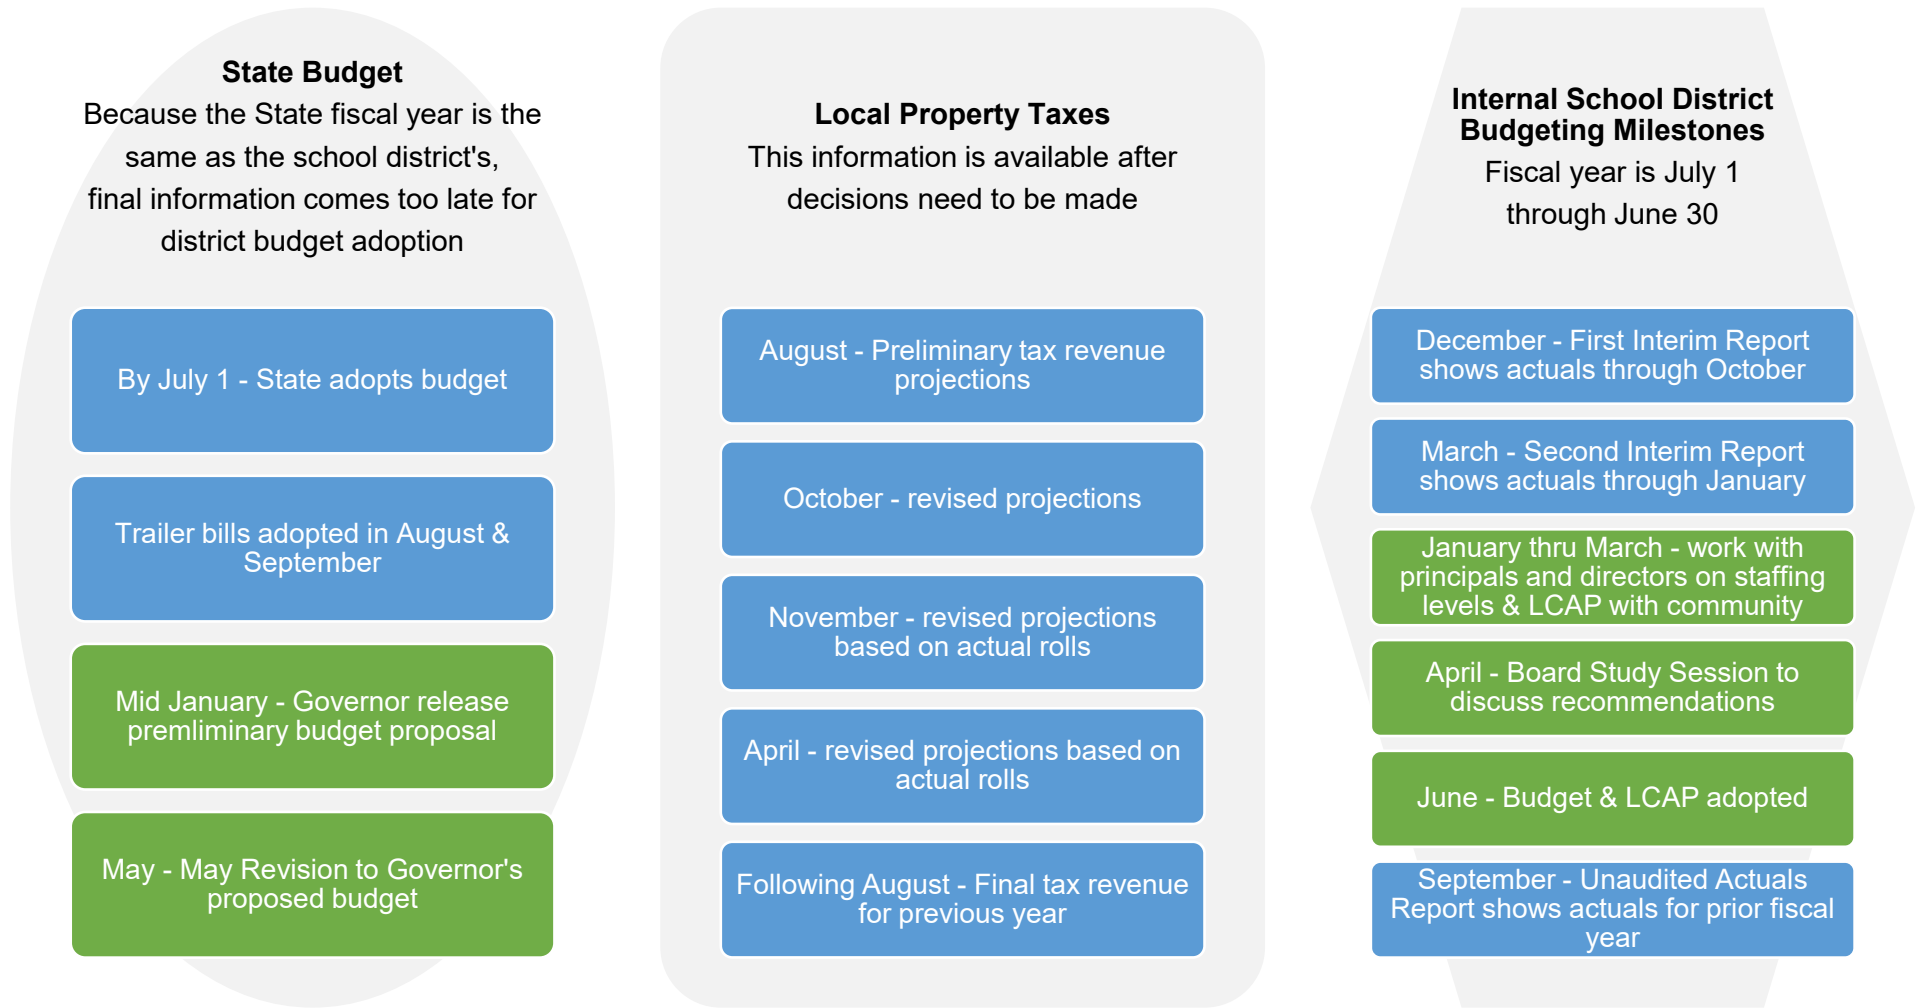 State Budget
Because the State fiscal year is the
same as the school district's,
final information comes too late for
district budget adoption
By July 1 - State adopts budget
Trailer bills adopted in August &
September
Mid January - Governor release
premliminary budget proposal
May - May Revision to Governor's
proposed budget
Local Property Taxes
This information is available after
decisions need to be made
August - Preliminary tax revenue
projections
October - revised projections
November - revised projections
based on actual rolls
April - revised projections based on
actual rolls
Following August - Final tax revenue
for previous year
Internal School District
Budgeting Milestones
Fiscal year is July 1
through June 30
December - First Interim Report
shows actuals through October
March - Second Interim Report
shows actuals through January
January thru March - work with
principals and directors on staffing
levels & LCAP with community
April - Board Study Session to
discuss recommendations
June - Budget & LCAP adopted
September - Unaudited Actuals
Report shows actuals for prior fiscal
year